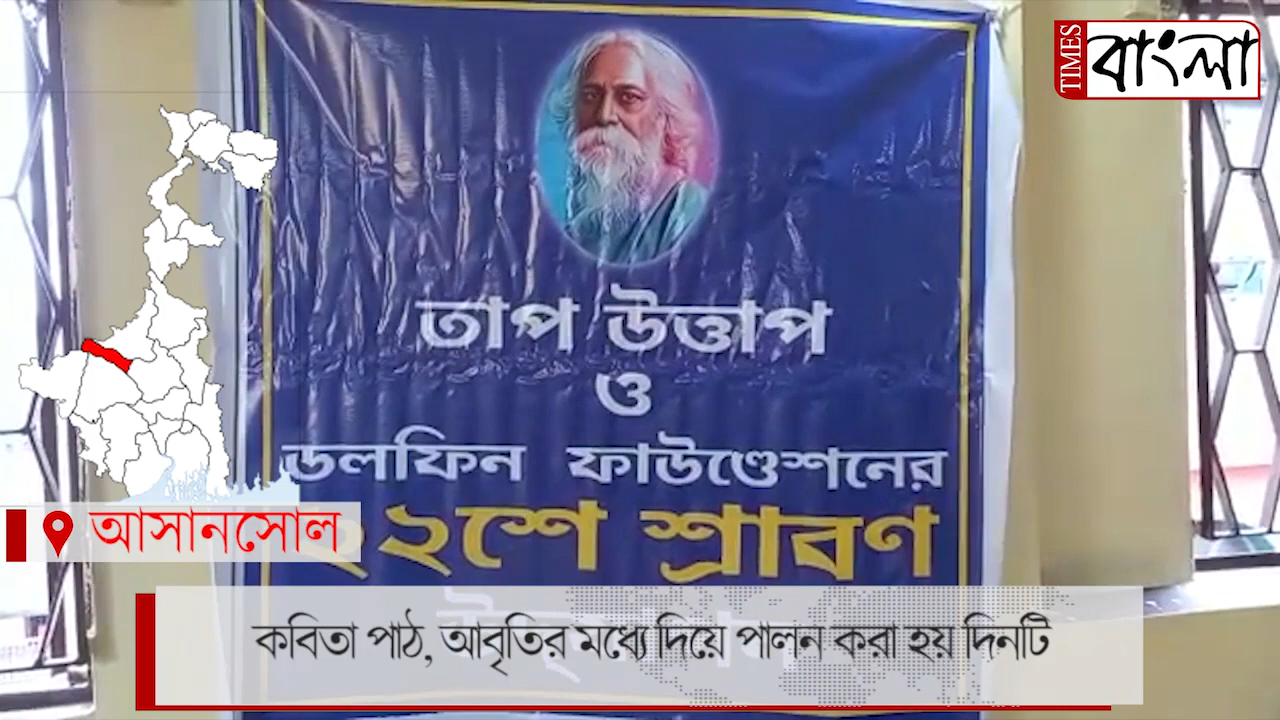 TIMES বাংলা
তাপ উত্তাপ
ও
ডলফিন ফাউণ্ডেশনের
২২শে শ্রাবণ
আসানসোল
কবিতা পাঠ, আবৃতির মধ্যে দিয়ে পালন করা হয় দিনটি